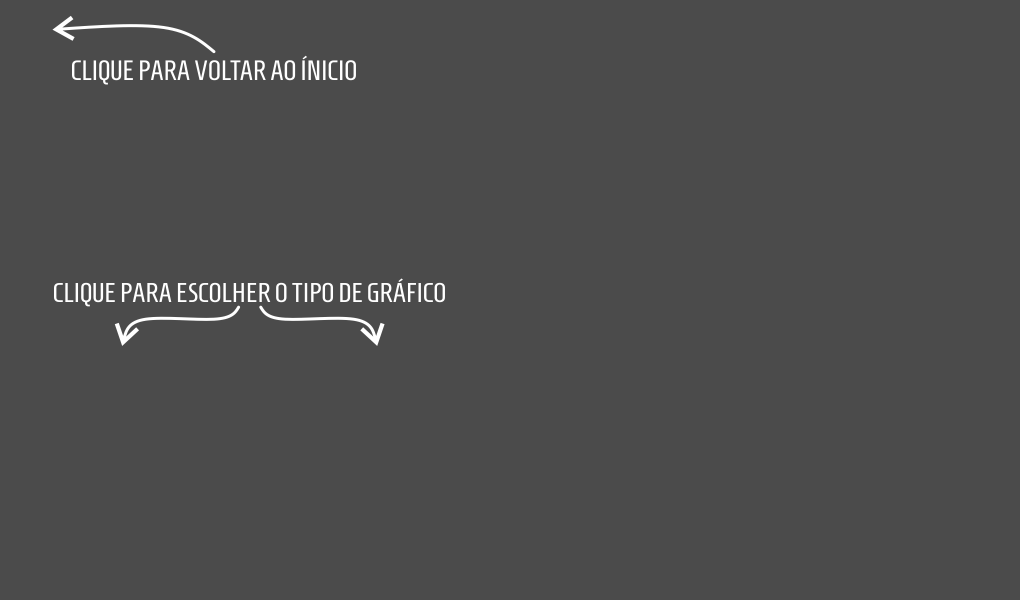 CLIQUE PARA VOLTAR AO ÍNICIO
CLIQUE PARA ESCOLHER O TIPO DE GRÁFICO